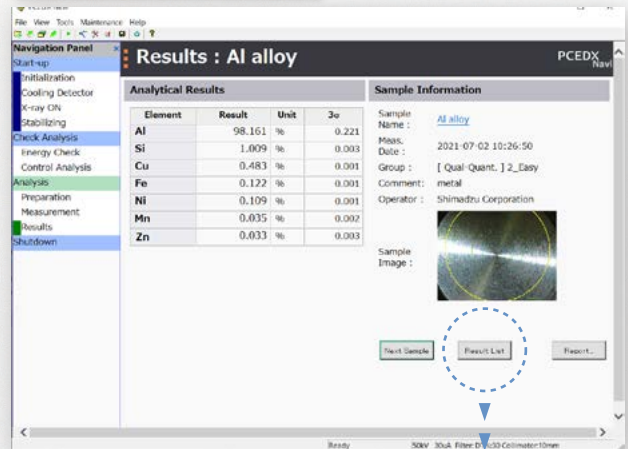 File View Tools Maintenance Help
Navigation Panel
Start-up
Initialization
Cooling Detector
X-ray ON
Stabilizing
Check Analysis
Energy Check
Control Analysis
Analysis
Preparation
Measurement
Results
Shutdown
Results : Al alloy
PCEDX Navi
Analytical Results
Element Result Unit 3σ
Al 98.161 % 0.221
Si 1.009 % 0.003
Cu 0.483 % 0.001
Fe 0.122 % 0.001
Ni 0.109 % 0.001
Mn 0.035 % 0.002
Zn 0.033 % 0.003
Sample Information
Sample Name : Al alloy
Meas. Date : 2021-07-02 10:26:50
Group : [ Qual-Quant. ] 2_Easy
Comment: metal
Operator : Shimadzu Corporation
Sample Image :
Next Sample Result List Report..
Ready 50kV 30uA Collimator:10mm